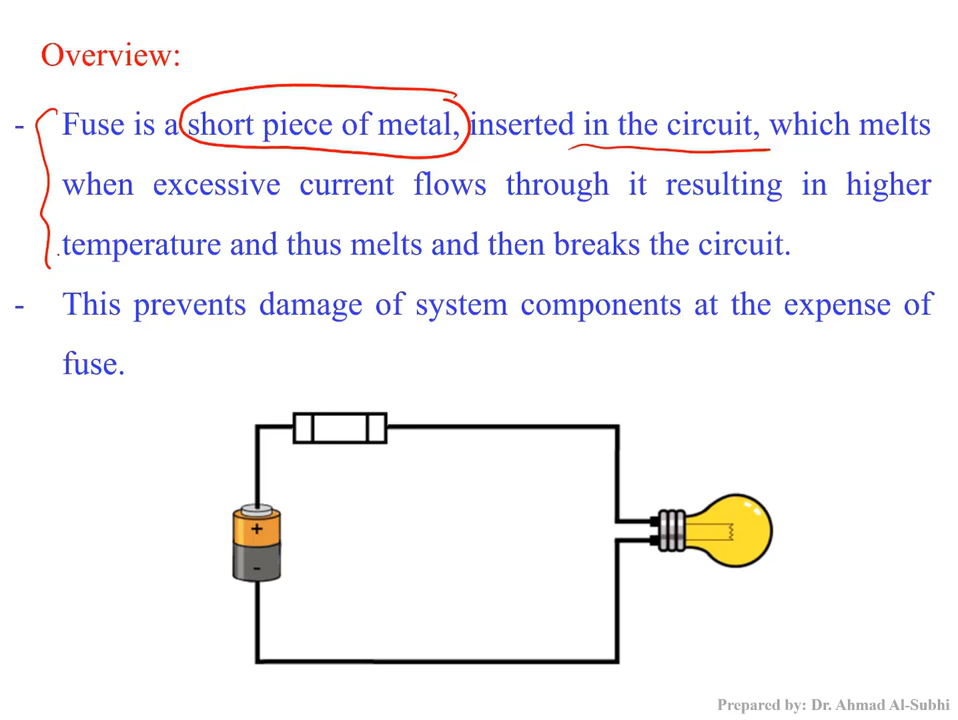 Overview:
- Fuse is a short piece of metal, inserted in the circuit, which melts
when excessive current flows through it resulting in higher
temperature and thus melts and then breaks the circuit.
- This prevents damage of system components at the expense of
fuse.
+
-
Prepared by: Dr. Ahmad Al-Subhi